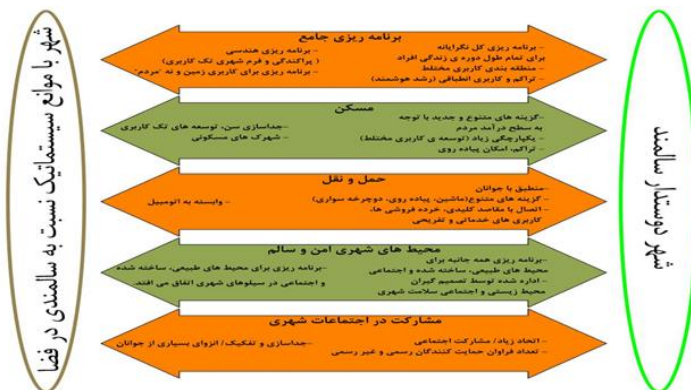 شهر دوستدار سالمند
برنامه ریزی جامع
– برنامه ریزی کل نگرایانه
برای تمام طول دوره ی زندگی افراد
– منطقه بندی کاربری مختلط
– تراکم و کاربری انطباقی (رشد هوشمند)
– برنامه ریزی هندسی
( پراکندگی و فرم شهری تک کاربری)
– برنامه ریزی برای کاربری زمین و نه "مردم"
مسکن
–گزینه های متنوع و جدید با توجه
به سطح درآمد مردم
– یکپارچگی زیاد (توسعه ی کاربری مختلط)
– تراکم، امکان پیاده روی
–جداسازی سن، توسعه های تک کاربری
– شهرک های مسکونی
حمل و نقل
–منطبق با جوانان
– گزینه های متنوع(ماشین، پیاده روی، دوچرخه سواری)
– اتصال با مقاصد کلیدی، خرده فروشی ها،
کاربری های خدماتی و تفریحی
– وابسته به اتومبیل
محیط های شهری امن و سالم
–برنامه ریزی همه جانبه برای
محیط های طبیعی، ساخته شده و اجتماعی
– اداره شده توسط تصمیم گیران
محیط زیستی و اجتماعی سلامت شهری
–برنامه ریزی برای محیط های طبیعی، ساخته شده
و اجتماعی در سیلوهای شهری اتفاق می افتد.
مشارکت در اجتماعات شهری
– اتحاد زیاد/ مشارکت اجتماعی
– تعداد فراوان حمایت کنندگان رسمی و غیر رسمی
–جداسازی و تفکیک/ انزوای بسیاری از جوانان
شهر با موانع سیستماتیک نسبت به سالمندی در فضا